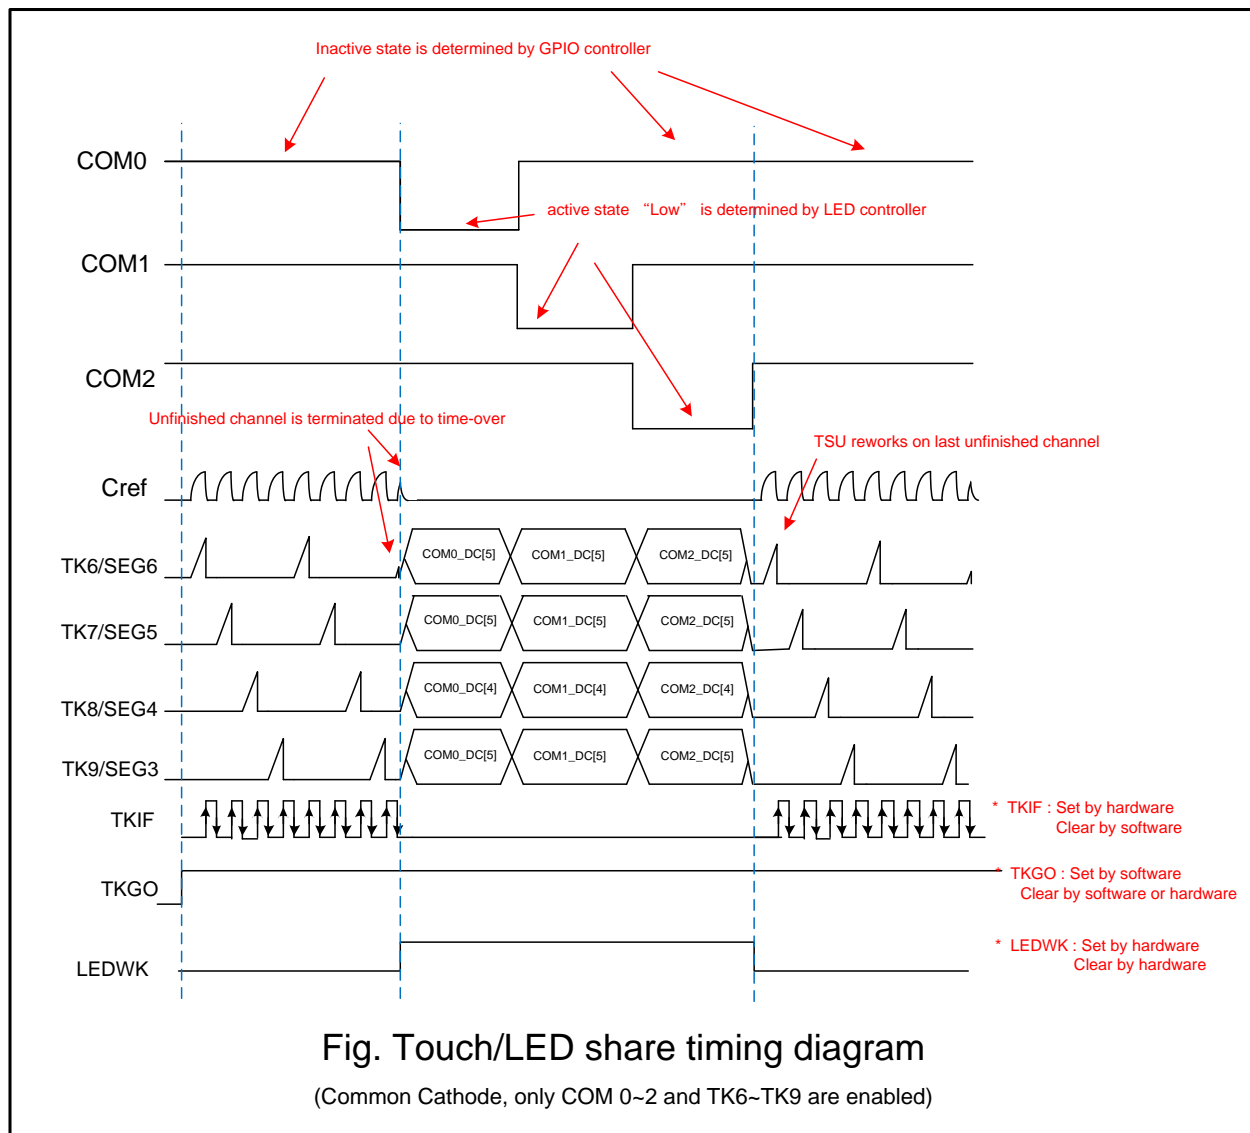 Inactive state is determined by GPIO controller
COM0
active state “Low” is determined by LED controller
COM1
COM2
Unfinished channel is terminated due to time-over
TSU reworks on last unfinished channel
Cref
TK6/SEG6
COM0_DC[5]
COM1_DC[5]
COM2_DC[5]
TK7/SEG5
COM0_DC[5]
COM1_DC[5]
COM2_DC[5]
TK8/SEG4
COM0_DC[4]
COM1_DC[4]
COM2_DC[4]
TK9/SEG3
COM0_DC[5]
COM1_DC[5]
COM2_DC[5]
TKIF
* TKIF : Set by hardware
Clear by software
TKGO
* TKGO : Set by software
Clear by software or hardware
LEDWK
* LEDWK : Set by hardware
Clear by hardware
Fig. Touch/LED share timing diagram
(Common Cathode, only COM 0~2 and TK6~TK9 are enabled)